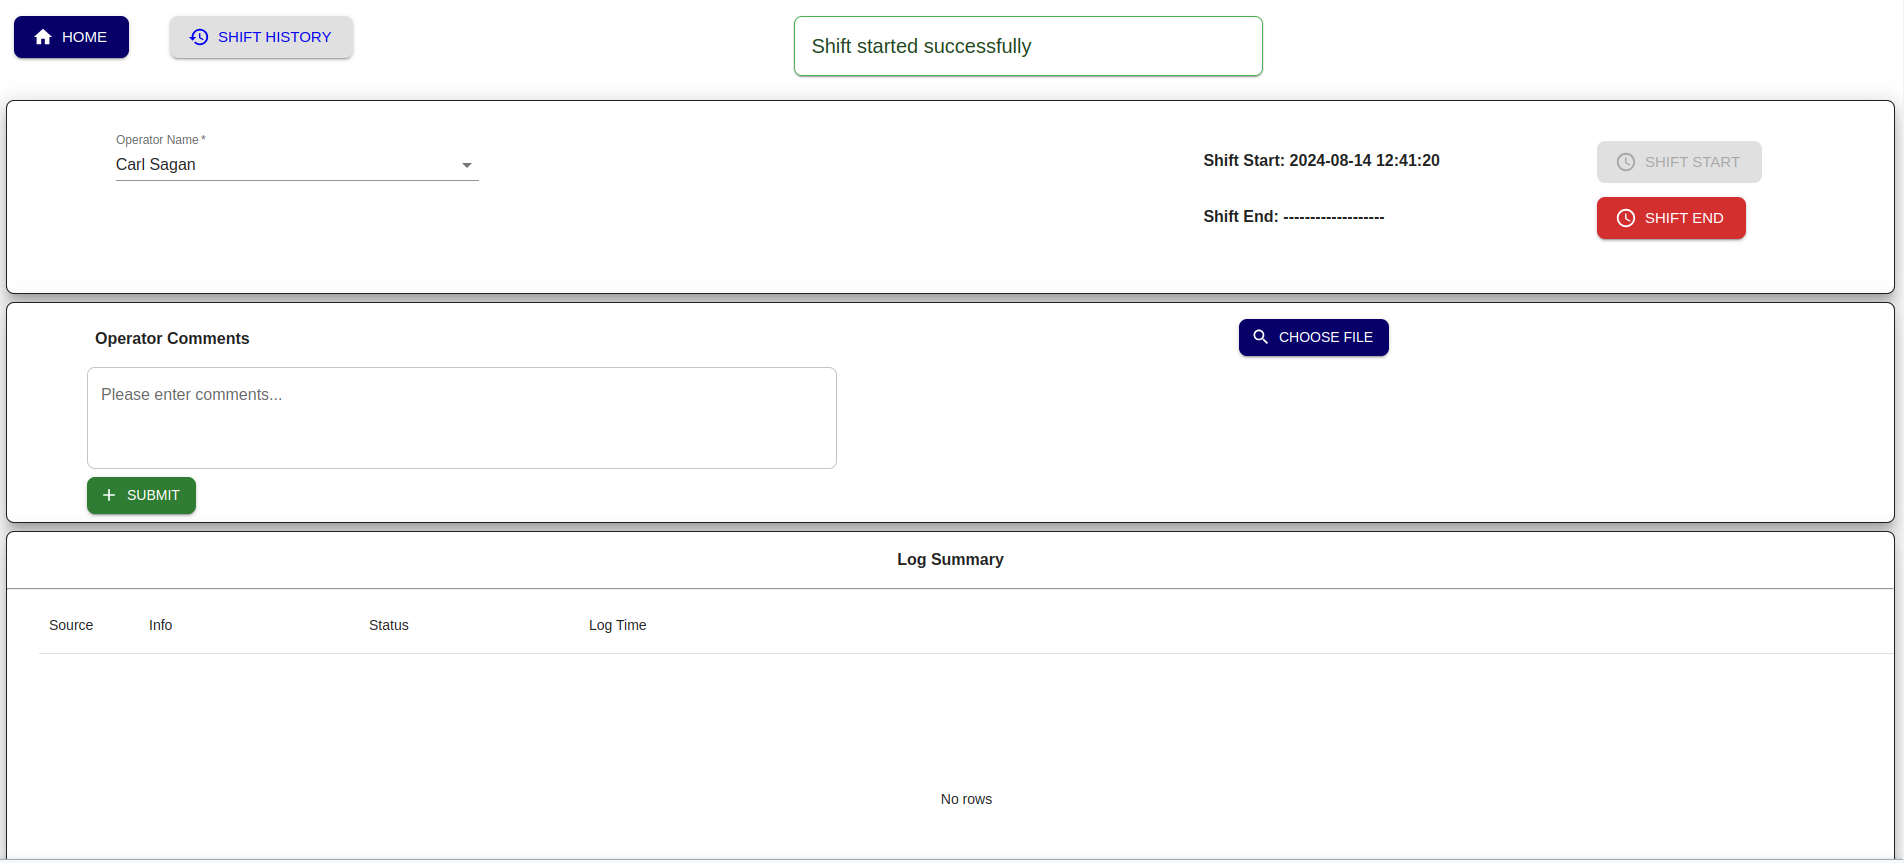 HOME
SHIFT HISTORY
Shift started successfully
Operator Name *
Carl Sagan
Shift Start: 2024-08-14 12:41:20
SHIFT START
Shift End: -------------------
SHIFT END
Operator Comments
CHOOSE FILE
Please enter comments...
SUBMIT
Log Summary
Source Info Status Log Time
No rows